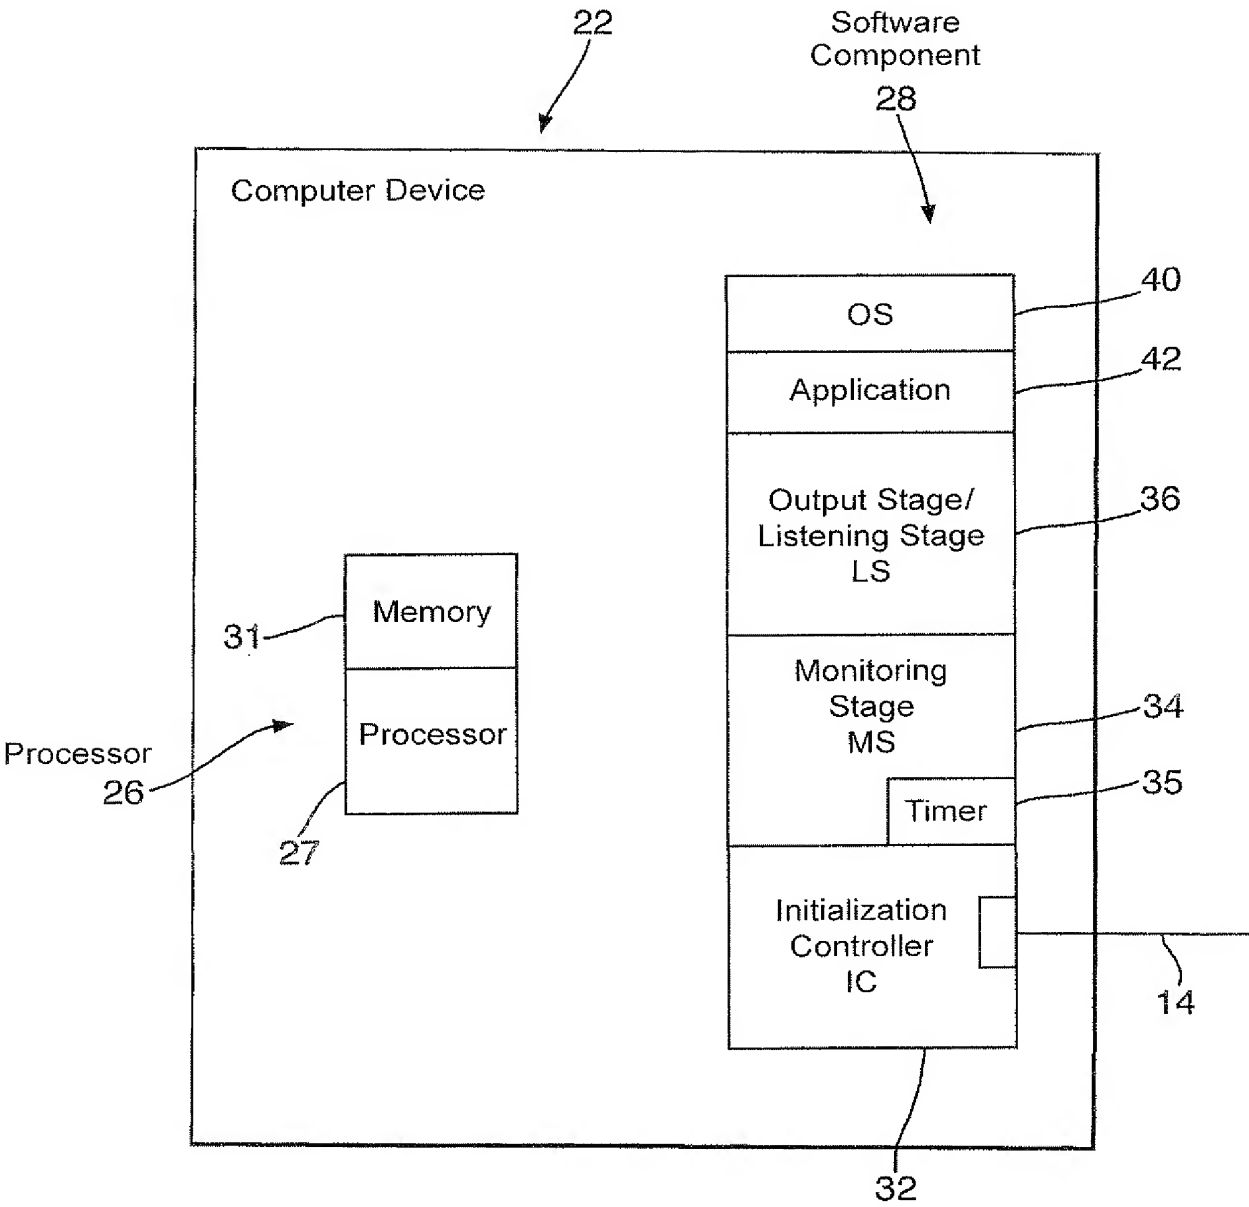 22
Software
Component
28
Computer Device
40
OS
42
Application
36
Output Stage/
Listening Stage
LS
Memory
31
Monitoring
Stage
MS
34
Processor
Processor
26
35
Timer
27
Initialization
Controller
IC
14
32